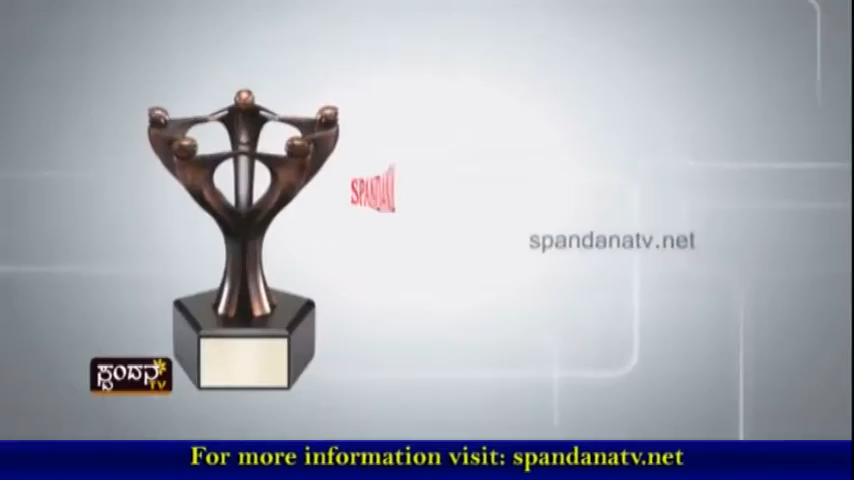 SPANDANA
spandanatv.net
ಸ್ಪಂದನ
TV
For more information visit: spandanatv.net